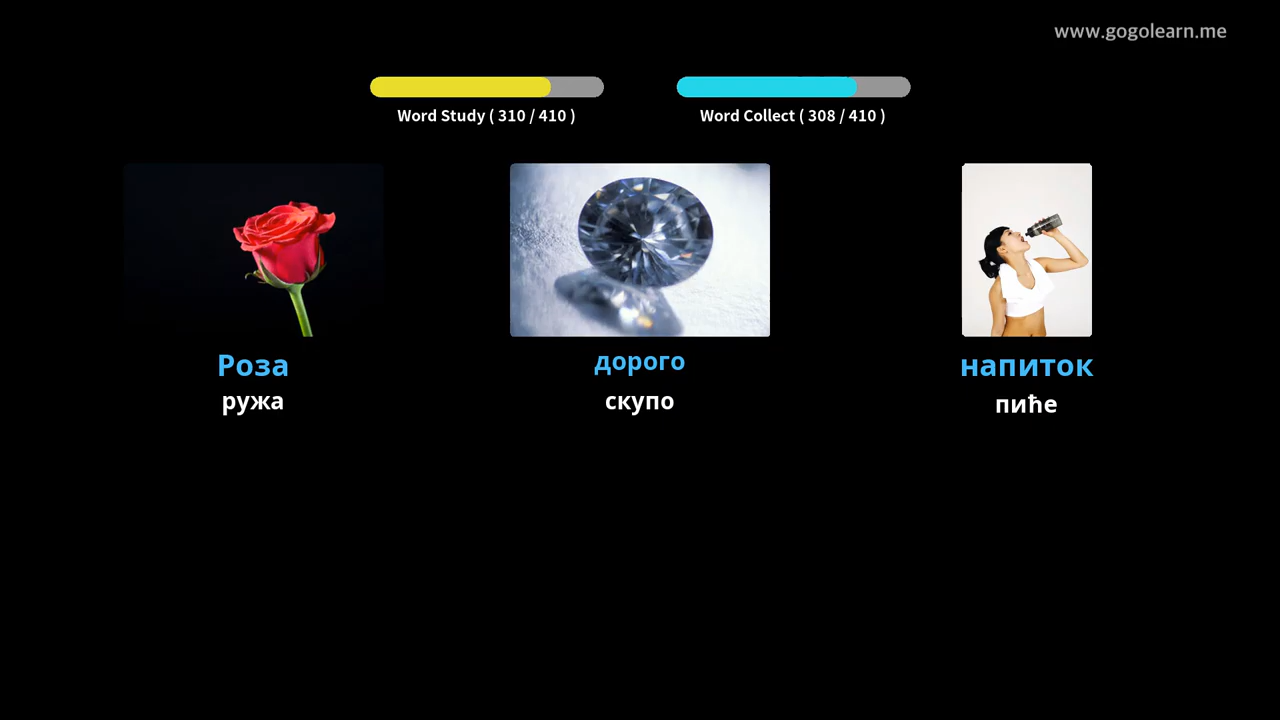 www.gogolearn.me
Word Study ( 310 / 410 )
Word Collect ( 308 / 410 )
Роза
дорого
напиток
ружа
скупо
пиће